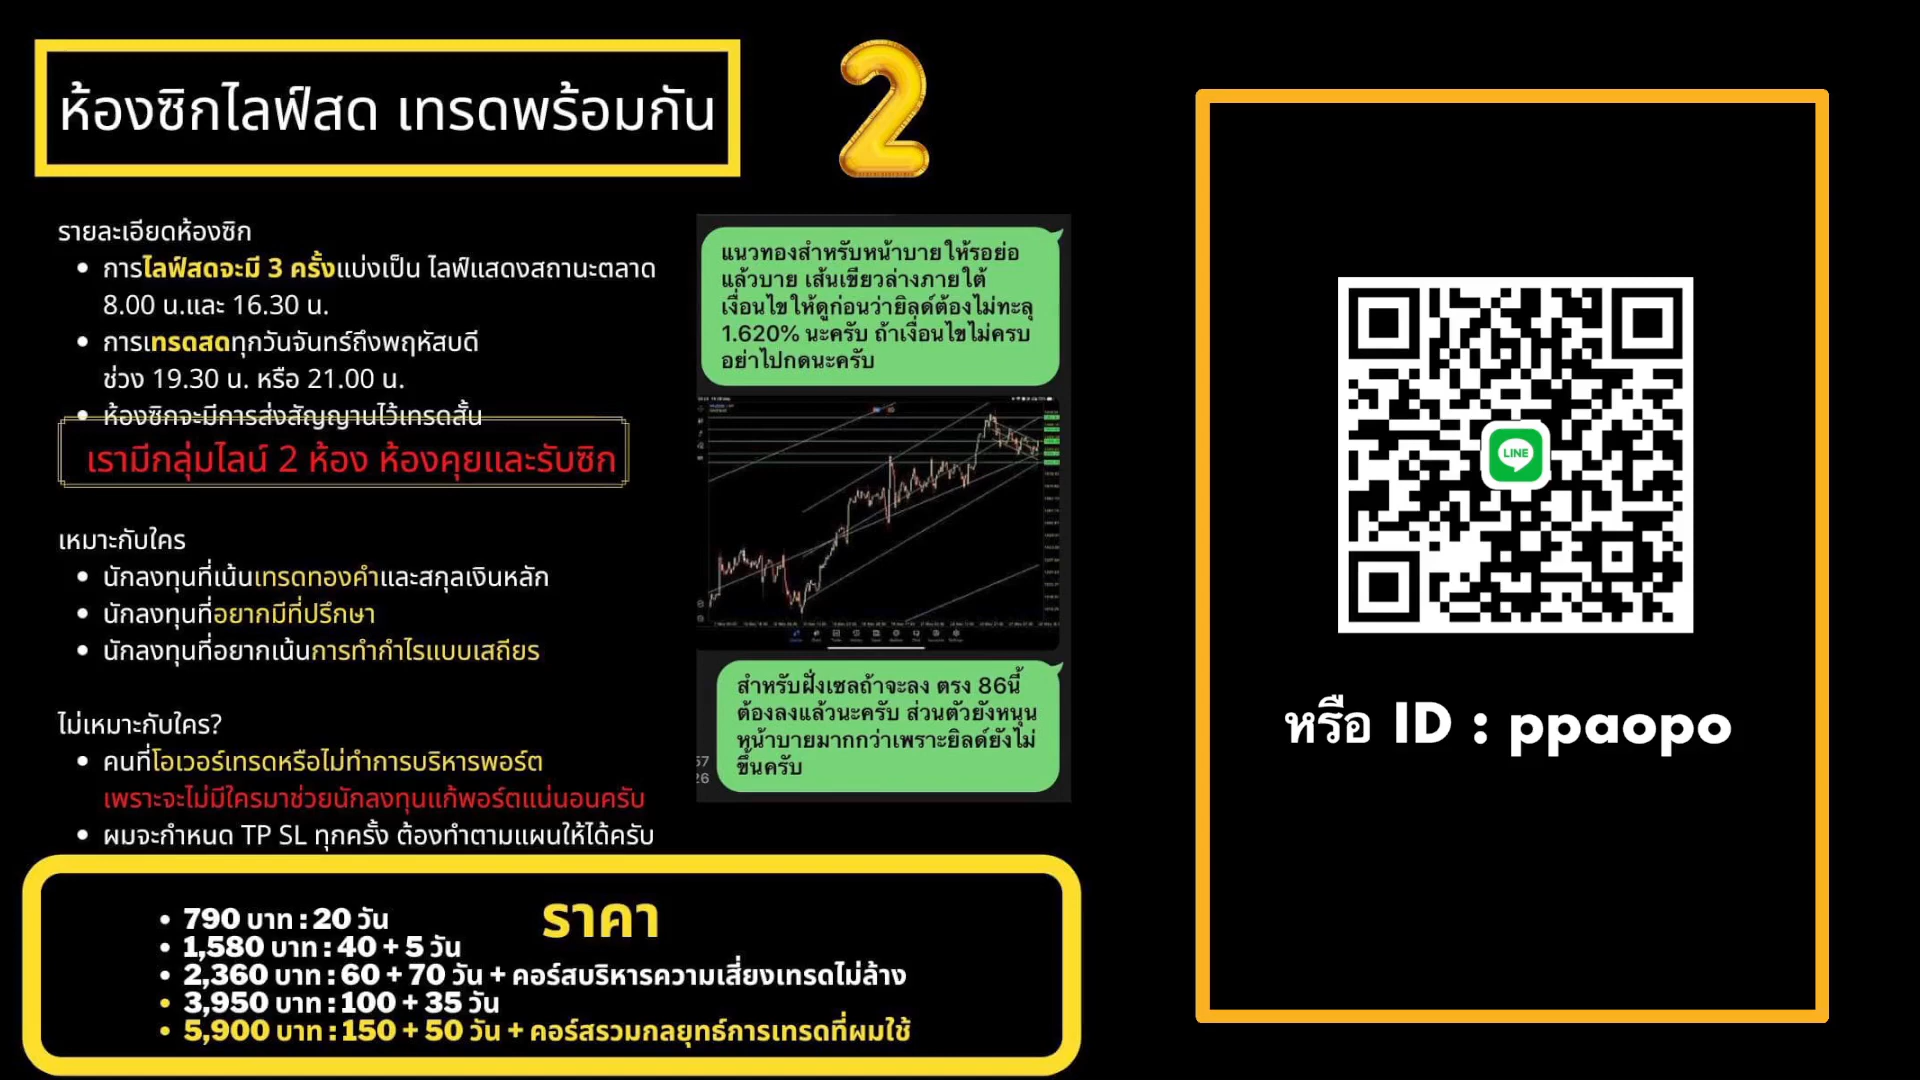 ห้องซิกไลฟ์สด เทรดพร้อมกัน
2
รายละเอียดห้องซิก
• การไลฟ์สดจะมี 3 ครั้งแบ่งเป็น ไลฟ์แสดงสถานะตลาด
8.00 น.และ 16.30 น.
• การเทรดสดทุกวันจันทร์ถึงพฤหัสบดี
ช่วง 19.30 น. หรือ 21.00 น.
• ห้องซิกจะมีการส่งสัญญานไว้เทรดสั้น
เรามีกลุ่มไลน์ 2 ห้อง ห้องคุยและรับซิก
เหมาะกับใคร
• นักลงทุนที่เน้นเทรดทองคำและสกุลเงินหลัก
• นักลงทุนที่อยากมีที่ปรึกษา
• นักลงทุนที่อยากเน้นการทำกำไรแบบเสถียร
ไม่เหมาะกับใคร?
• คนที่โอเวอร์เทรดหรือไม่ทำการบริหารพอร์ต
เพราะจะไม่มีใครมาช่วยนักลงทุนแก้พอร์ตแน่นอนครับ
• ผมจะกำหนด TP SL ทุกครั้ง ต้องทำตามแผนให้ได้ครับ
แนวทองสำหรับหน้าบายให้รอย่อ
แล้วบาย เส้นเขียวล่างภายใต้
เงื่อนไขให้ดูก่อนว่ายิลด์ต้องไม่ทะลุ
1.620% นะครับ ถ้าเงื่อนไขไม่ครบ
อย่าไปกดนะครับ
สำหรับฝั่งเซลถ้าจะลง ตรง 86นี้
ต้องลงแล้วนะครับ ส่วนตัวยังหนุน
หน้าบายมากกว่าเพราะยิลด์ยังไม่
ขึ้นครับ
ราคา
• 790 บาท : 20 วัน
• 1,580 บาท : 40 + 5 วัน
• 2,360 บาท : 60 + 70 วัน + คอร์สบริหารความเสี่ยงเทรดไม่ล้าง
• 3,950 บาท : 100 + 35 วัน
• 5,900 บาท : 150 + 50 วัน + คอร์สรวมกลยุทธ์การเทรดที่ผมใช้
LINE
หรือ ID : ppaopo